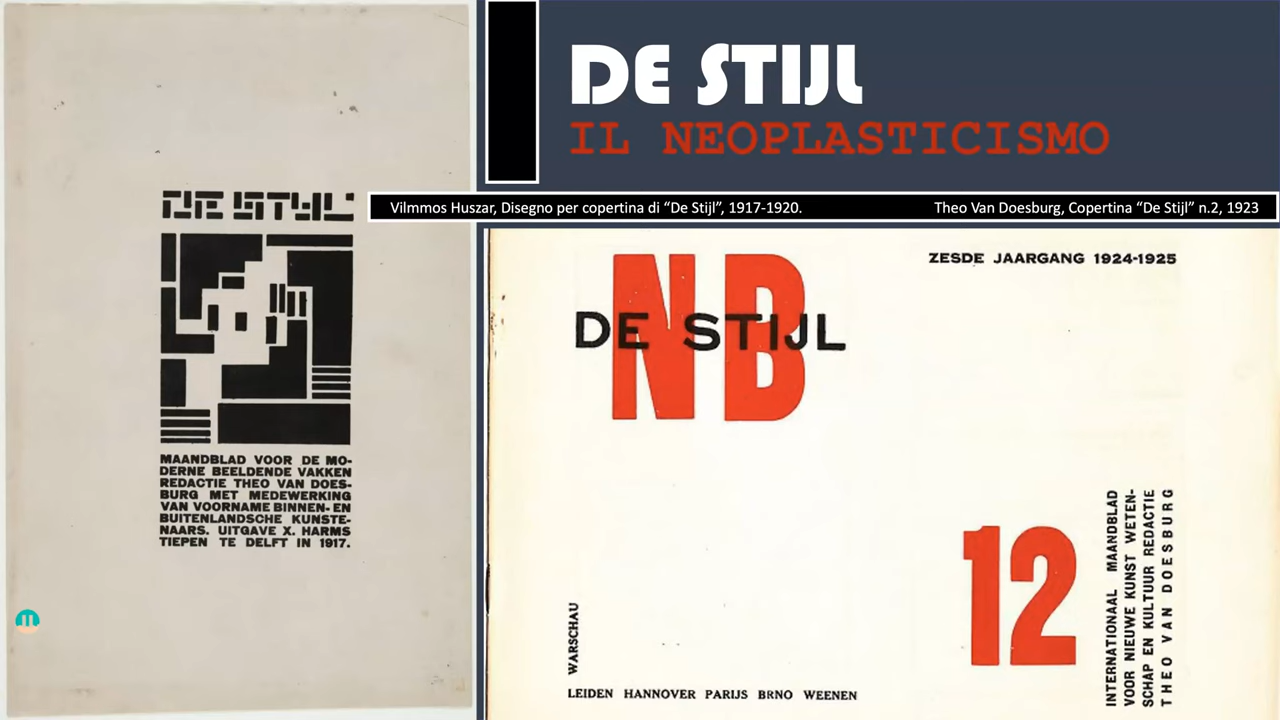 DE STIJL
IL NEOPLASTICISMO
Vilmmos Huszar, Disegno per copertina di “De Stijl”, 1917-1920.
Theo Van Doesburg, Copertina “De Stijl” n.2, 1923
DE STIJL
MAANDBLAD VOOR DE MO-
DERNE BEELDENDE VAKKEN
REDACTIE THEO VAN DOES-
BURG MET MEDEWERKING
VAN VOORNAME BINNEN- EN
BUITENLANDSCHE KUNSTE-
NAARS. UITGAVE X. HARMS
TIEPEN TE DELFT IN 1917.
m
ZESDE JAARGANG 1924-1925
NB
DE STIJL
12
INTERNATIONAAL MAANDBLAD
VOOR NIEUWE KUNST WETEN-
SCHAP EN KULTUUR REDACTIE
THEO VAN DOESBURG
WARSCHAU
LEIDEN HANNOVER PARIJS BRNO WEENEN